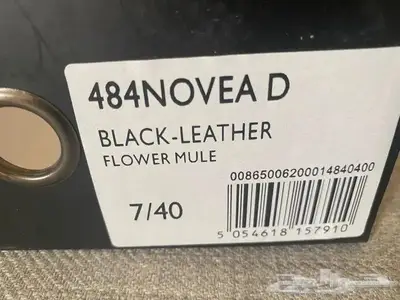 484NOVEA D
BLACK-LEATHER
FLOWER MULE
00865006200014840400
7/40
5 054618 157910